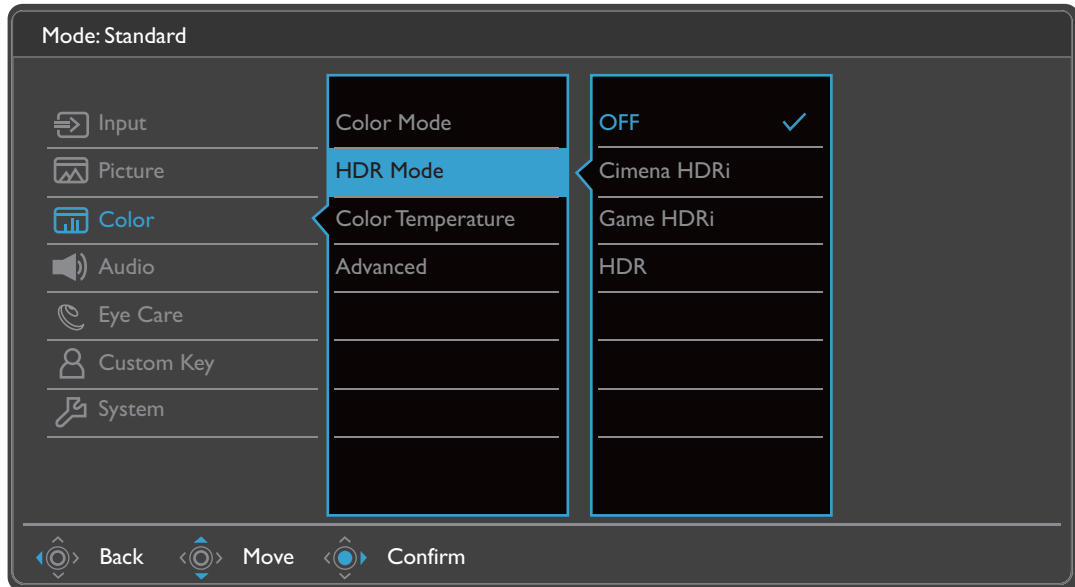 Mode: Standard
Input
Picture
Color
Audio
Eye Care
Custom Key
System
Color Mode
HDR Mode
Color Temperature
Advanced
OFF
Cimena HDRi
Game HDRi
HDR
Back Move Confirm